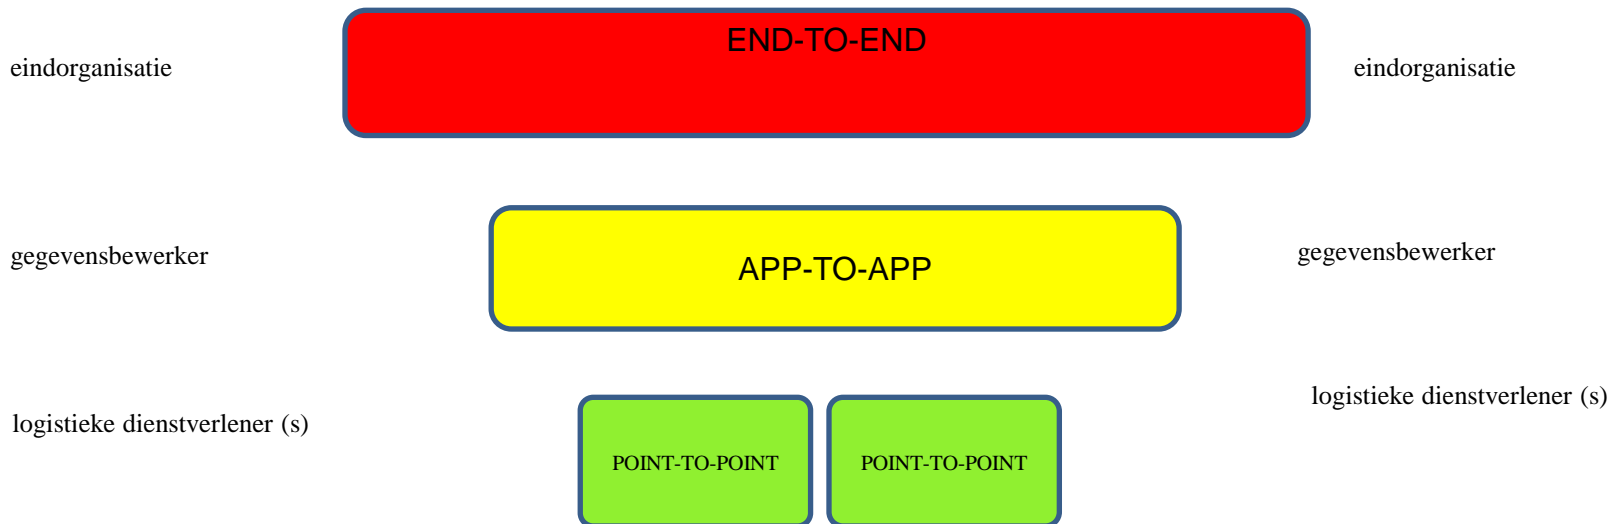 END-TO-END
eindorganisatie
eindorganisatie
gegevensbewerker
APP-TO-APP
gegevensbewerker
logistieke dienstverlener (s)
logistieke dienstverlener (s)
POINT-TO-POINT
POINT-TO-POINT